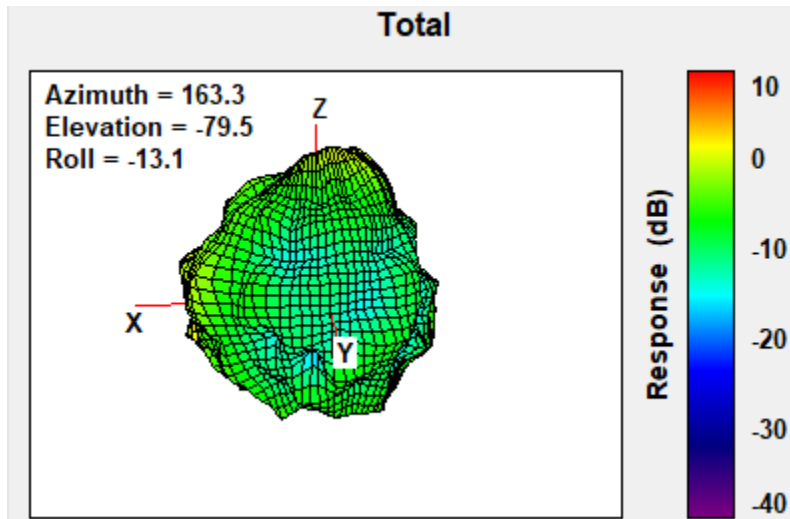 Total
Azimuth = 163.3
Elevation = -79.5
Roll = -13.1
Z
X
Y
Response (dB)
10
0
-10
-20
-30
-40